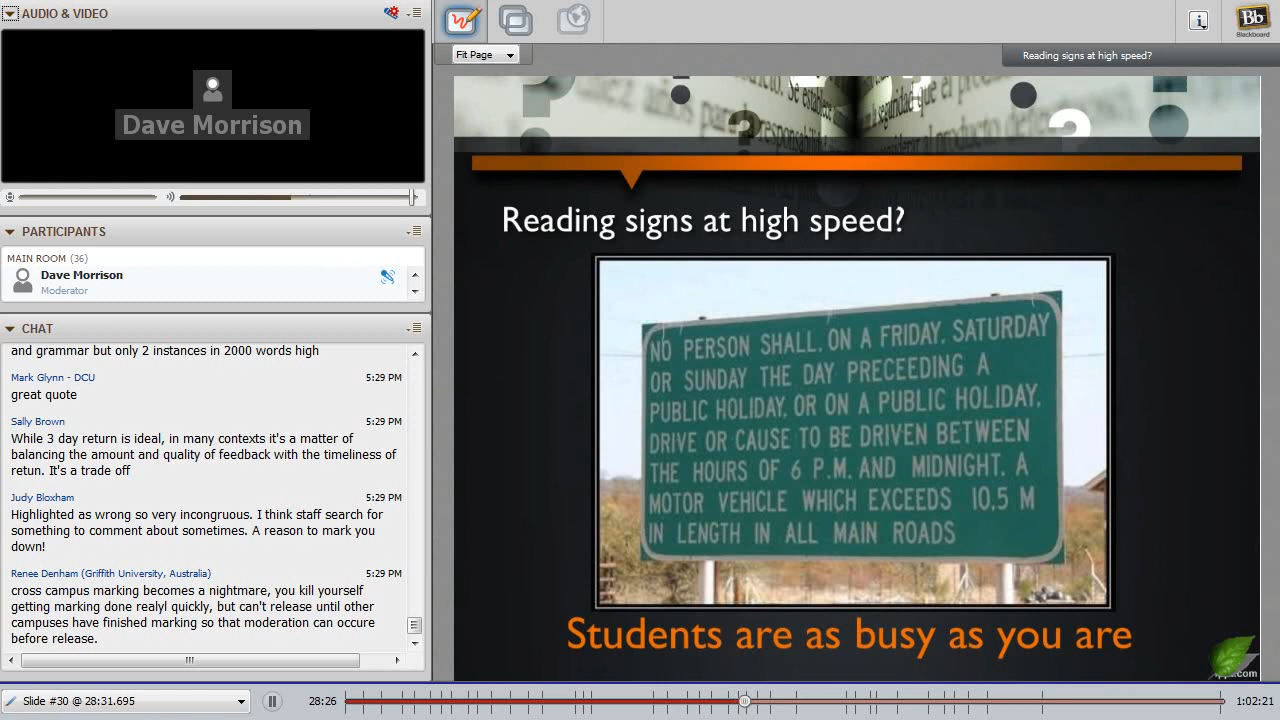 AUDIO & VIDEO
Dave Morrison
PARTICIPANTS
MAIN ROOM (36)
Dave Morrison
Moderator
CHAT
and grammar but only 2 instances in 2000 words high
Mark Glynn - DCU 5:29 PM
great quote
Sally Brown 5:29 PM
While 3 day return is ideal, in many contexts it's a matter of
balancing the amount and quality of feedback with the timeliness of
retun. It's a trade off
Judy Bloxham 5:29 PM
Highlighted as wrong so very incongruous. I think staff search for
something to comment about sometimes. A reason to mark you
down!
Renee Denham (Griffith University, Australia) 5:29 PM
cross campus marking becomes a nightmare, you kill yourself
getting marking done realyl quickly, but can't release until other
campuses have finished marking so that moderation can occure
before release.
Slide #30 @ 28:31.695
28:26
1:02:21
Fit Page
Reading signs at high speed?
Bb
Blackboard
Reading signs at high speed?
NO PERSON SHALL, ON A FRIDAY, SATURDAY
OR SUNDAY THE DAY PRECEEDING A
PUBLIC HOLIDAY, OR ON A PUBLIC HOLIDAY,
DRIVE OR CAUSE TO BE DRIVEN BETWEEN
THE HOURS OF 6 P.M. AND MIDNIGHT, A
MOTOR VEHICLE WHICH EXCEEDS 10,5 M
IN LENGTH IN ALL MAIN ROADS
Students are as busy as you are